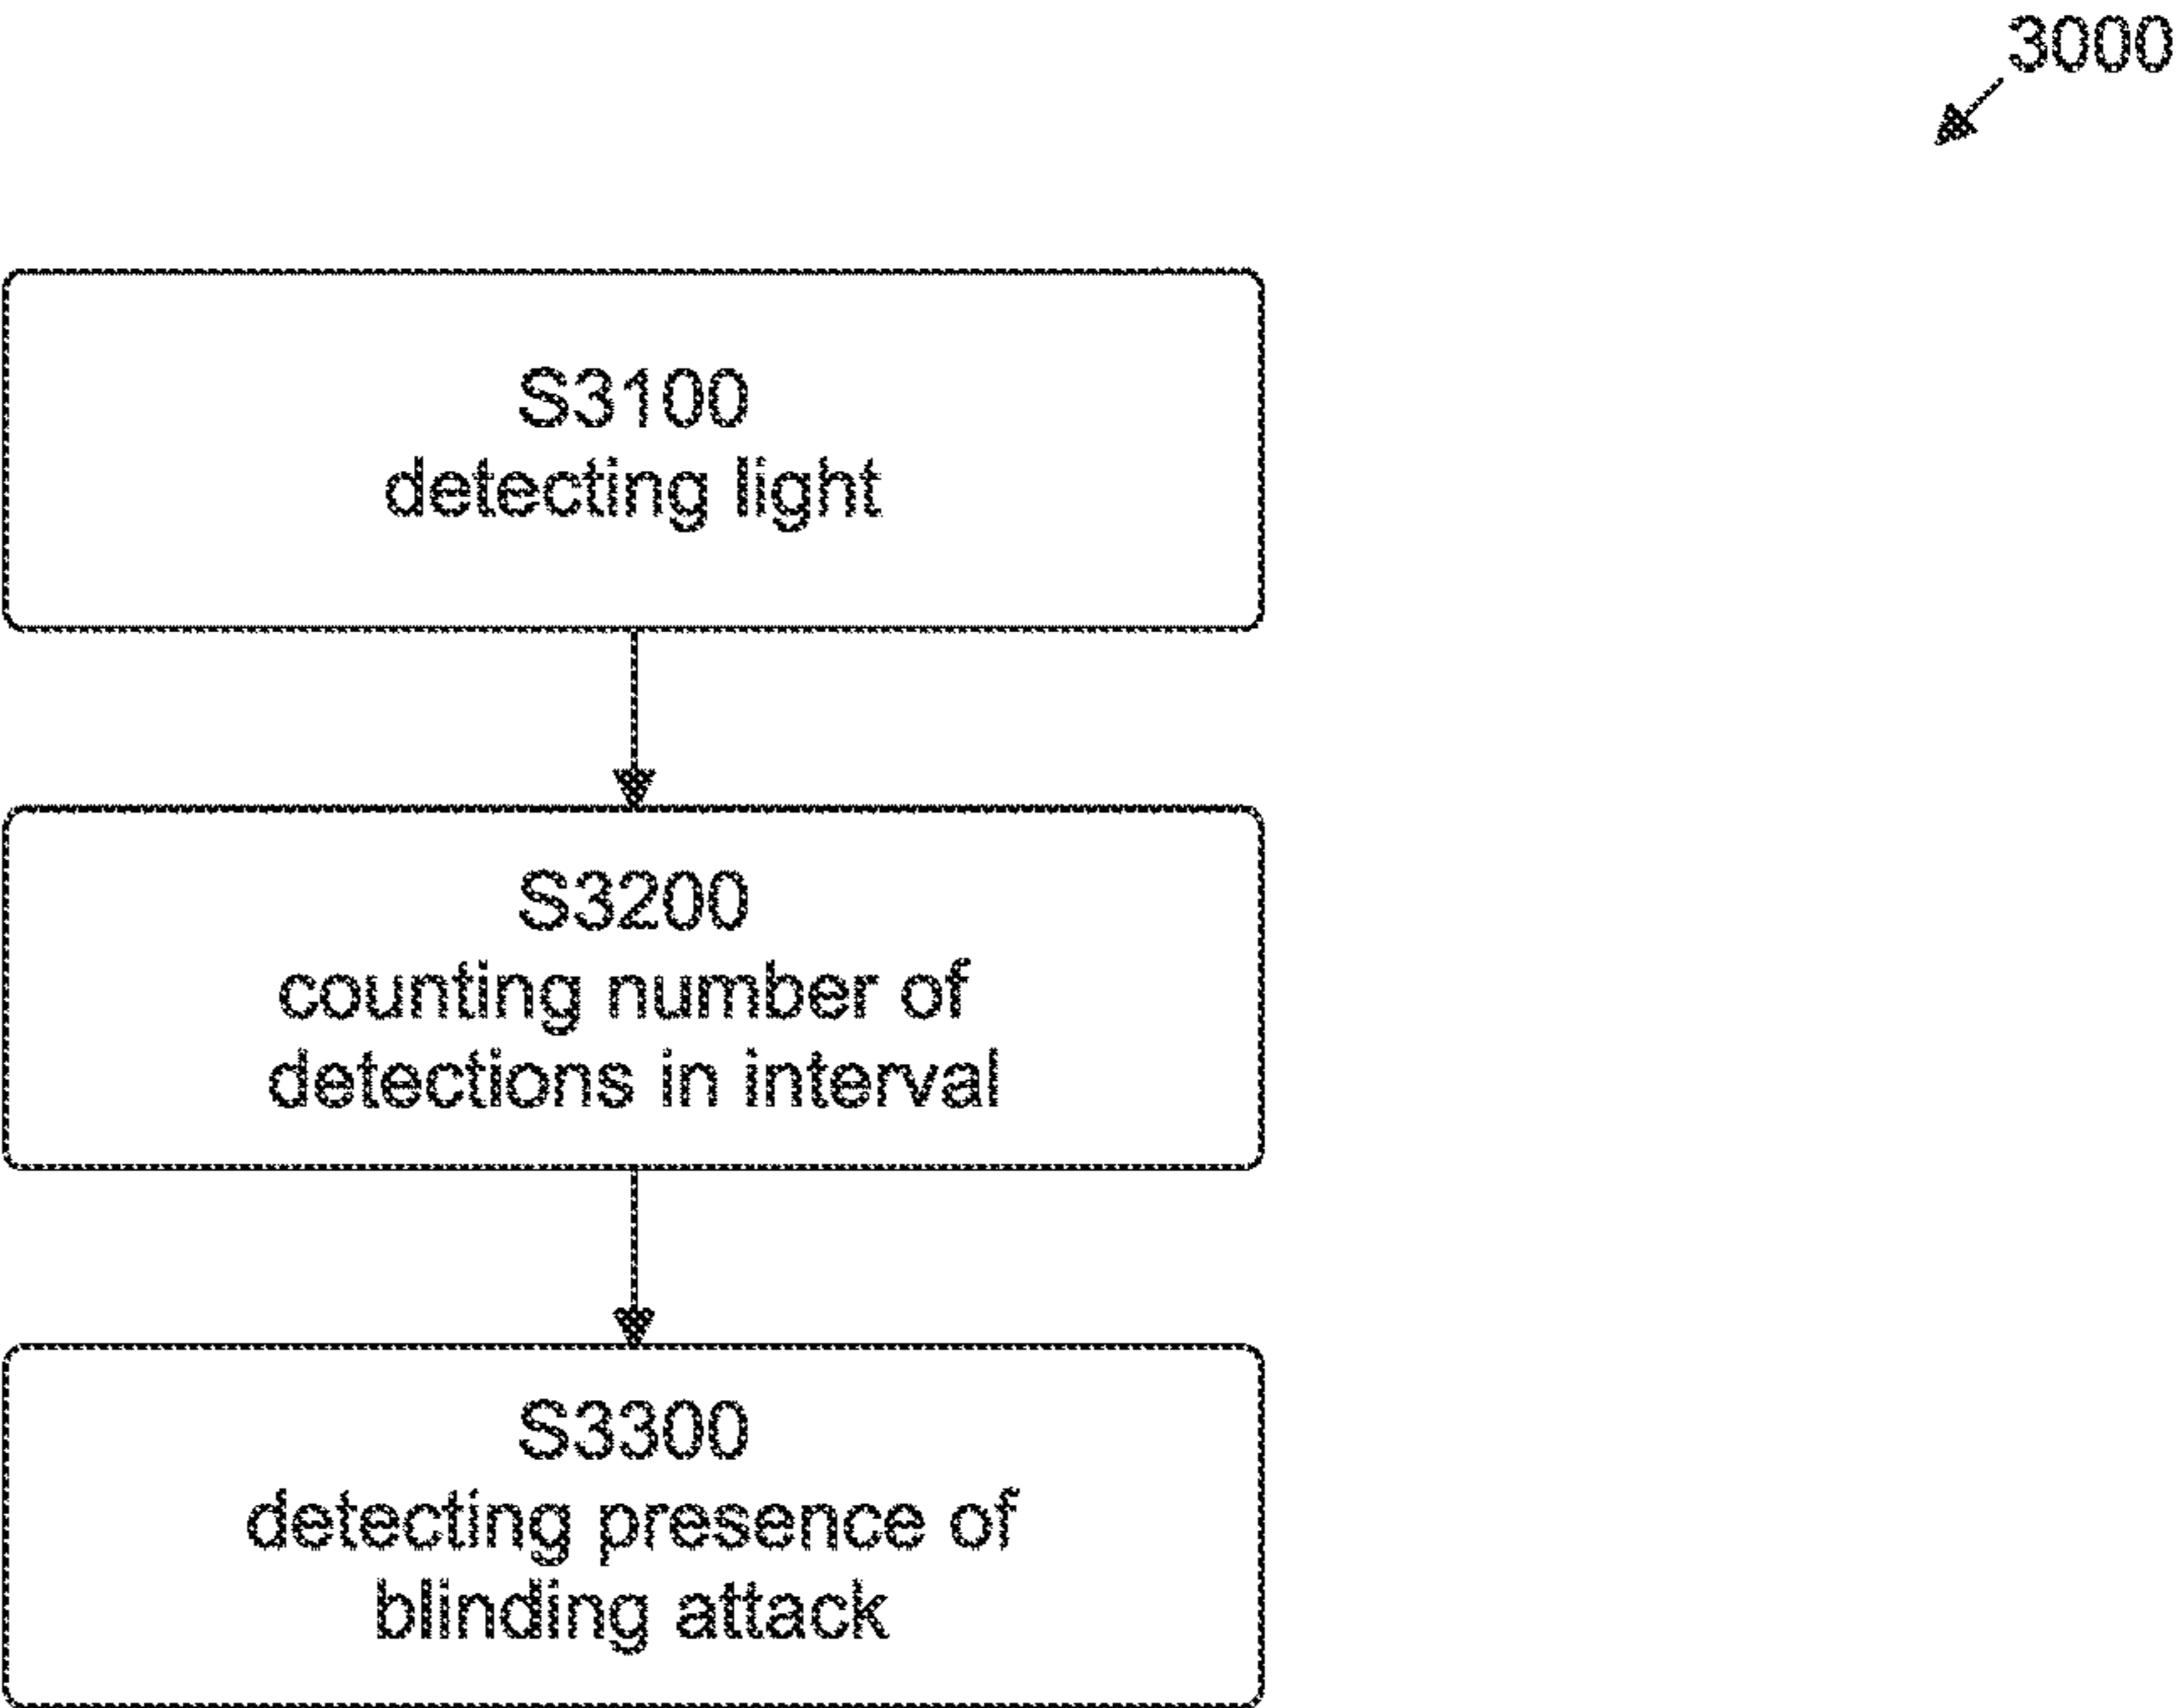 3000
S3100
detecting light
S3200
counting number of
detections in interval
S3300
detecting presence of
blinding attack